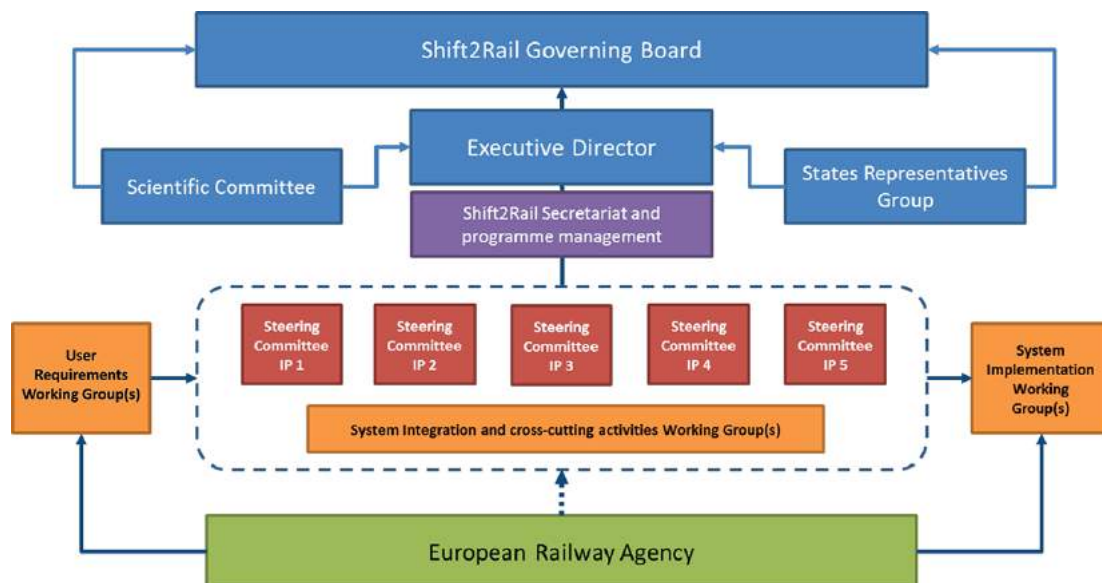 Shift2Rail Governing Board
Executive Director
Scientific Committee
States Representatives
Group
Shift2Rail Secretariat and
programme management
Steering
Committee
IP 1
Steering
Committee
IP 2
Steering
Committee
IP 3
Steering
Committee
IP 4
Steering
Committee
IP 5
User
Requirements
Working Group(s)
System
Implementation
Working
Group(s)
System Integration and cross-cutting activities Working Group(s)
European Railway Agency